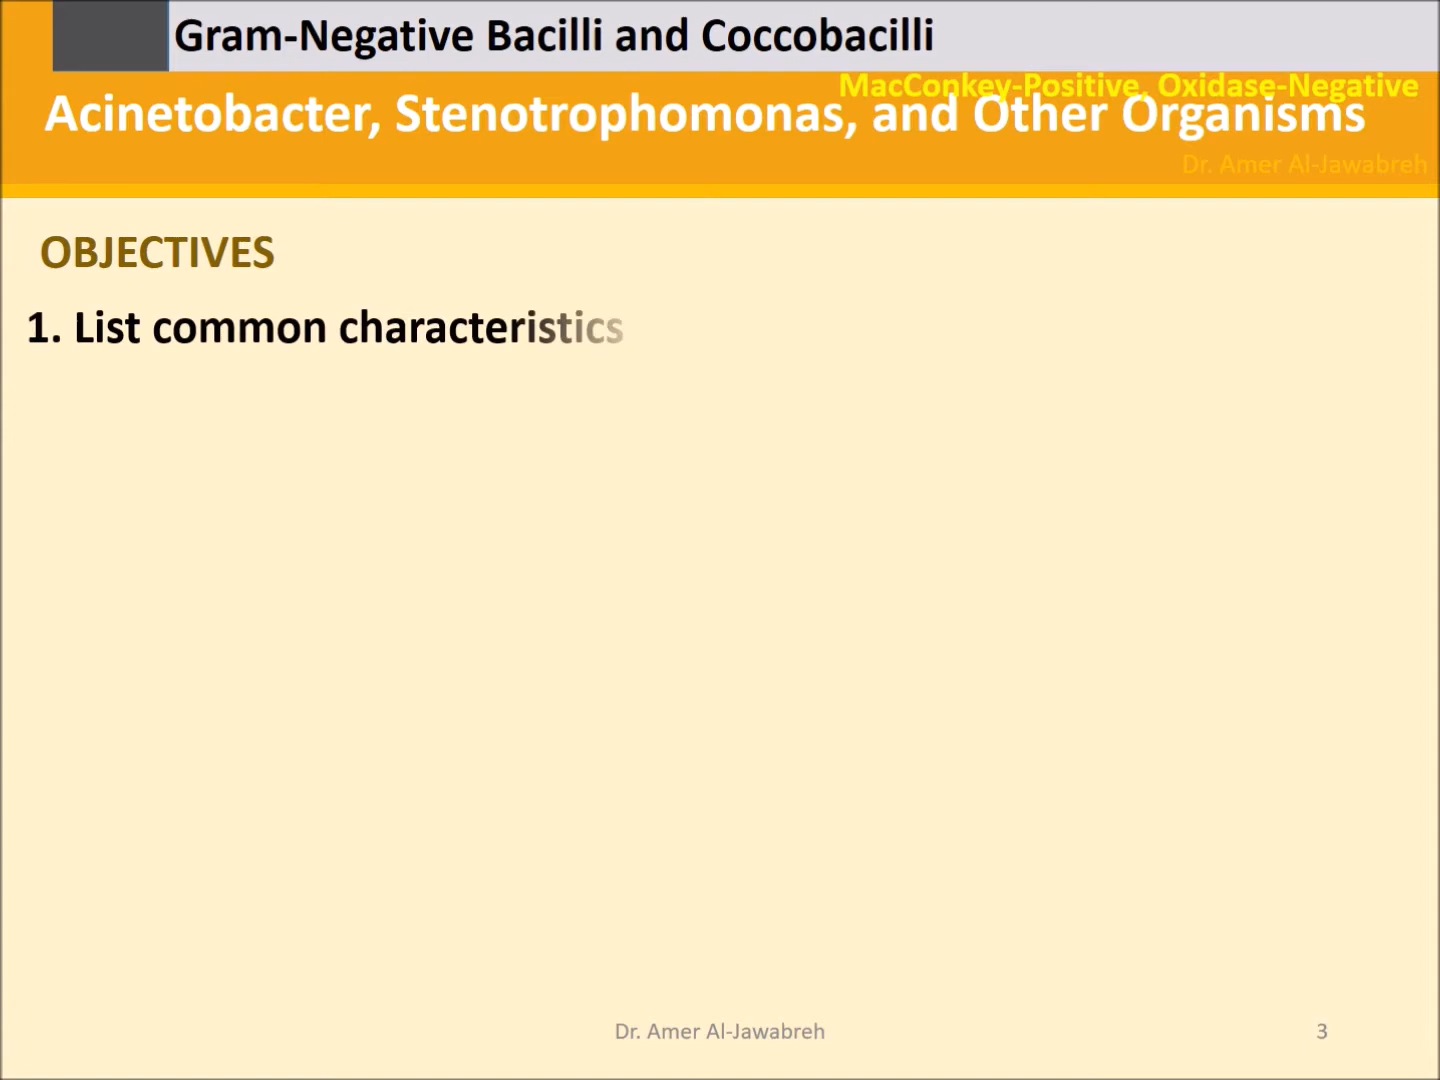 Gram-Negative Bacilli and Coccobacilli
MacConkey-Positive, Oxidase-Negative
Acinetobacter, Stenotrophomonas, and Other Organisms
Dr. Amer Al-Jawabreh
OBJECTIVES
1. List common characteristics
Dr. Amer Al-Jawabreh
3